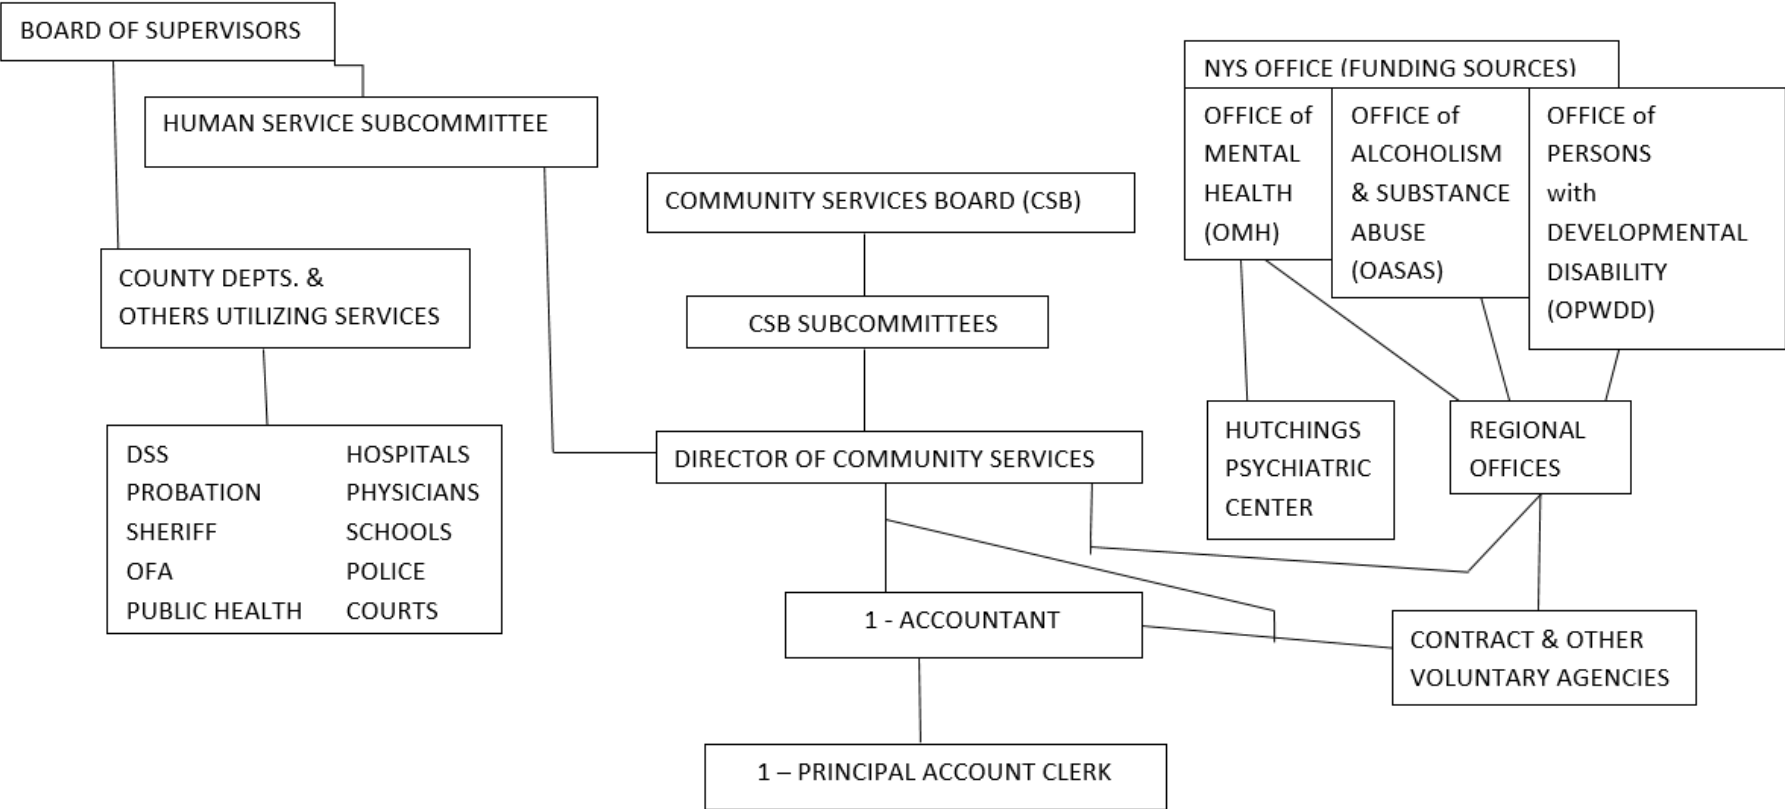 BOARD OF SUPERVISORS
HUMAN SERVICE SUBCOMMITTEE
COUNTY DEPTS. &
OTHERS UTILIZING SERVICES
DSS HOSPITALS
PROBATION PHYSICIANS
SHERIFF SCHOOLS
OFA POLICE
PUBLIC HEALTH COURTS
COMMUNITY SERVICES BOARD (CSB)
CSB SUBCOMMITTEES
DIRECTOR OF COMMUNITY SERVICES
1 - ACCOUNTANT
1 – PRINCIPAL ACCOUNT CLERK
NYS OFFICE (FUNDING SOURCES)
OFFICE of
MENTAL
HEALTH
(OMH)
OFFICE of
ALCOHOLISM
& SUBSTANCE
ABUSE
(OASAS)
OFFICE of
PERSONS
with
DEVELOPMENTAL
DISABILITY
(OPWDD)
HUTCHINGS
PSYCHIATRIC
CENTER
REGIONAL
OFFICES
CONTRACT & OTHER
VOLUNTARY AGENCIES